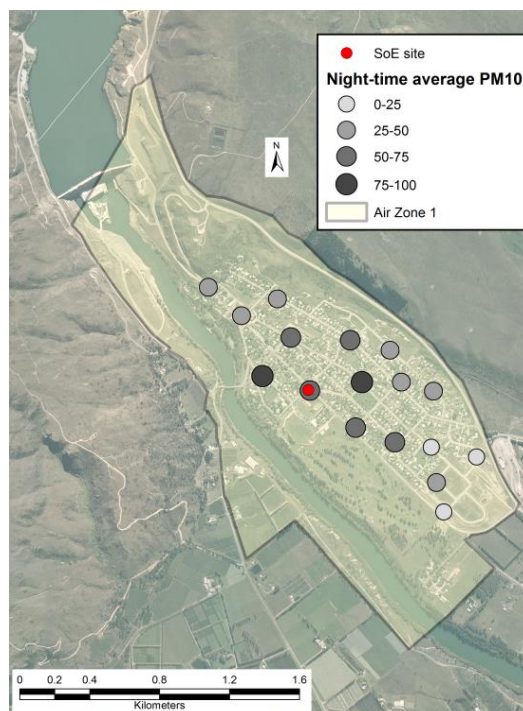 SoE site
Night-time average PM10
0-25
25-50
50-75
75-100
Air Zone 1
N
0 0.2 0.4 0.8 1.2 1.6
Kilometers